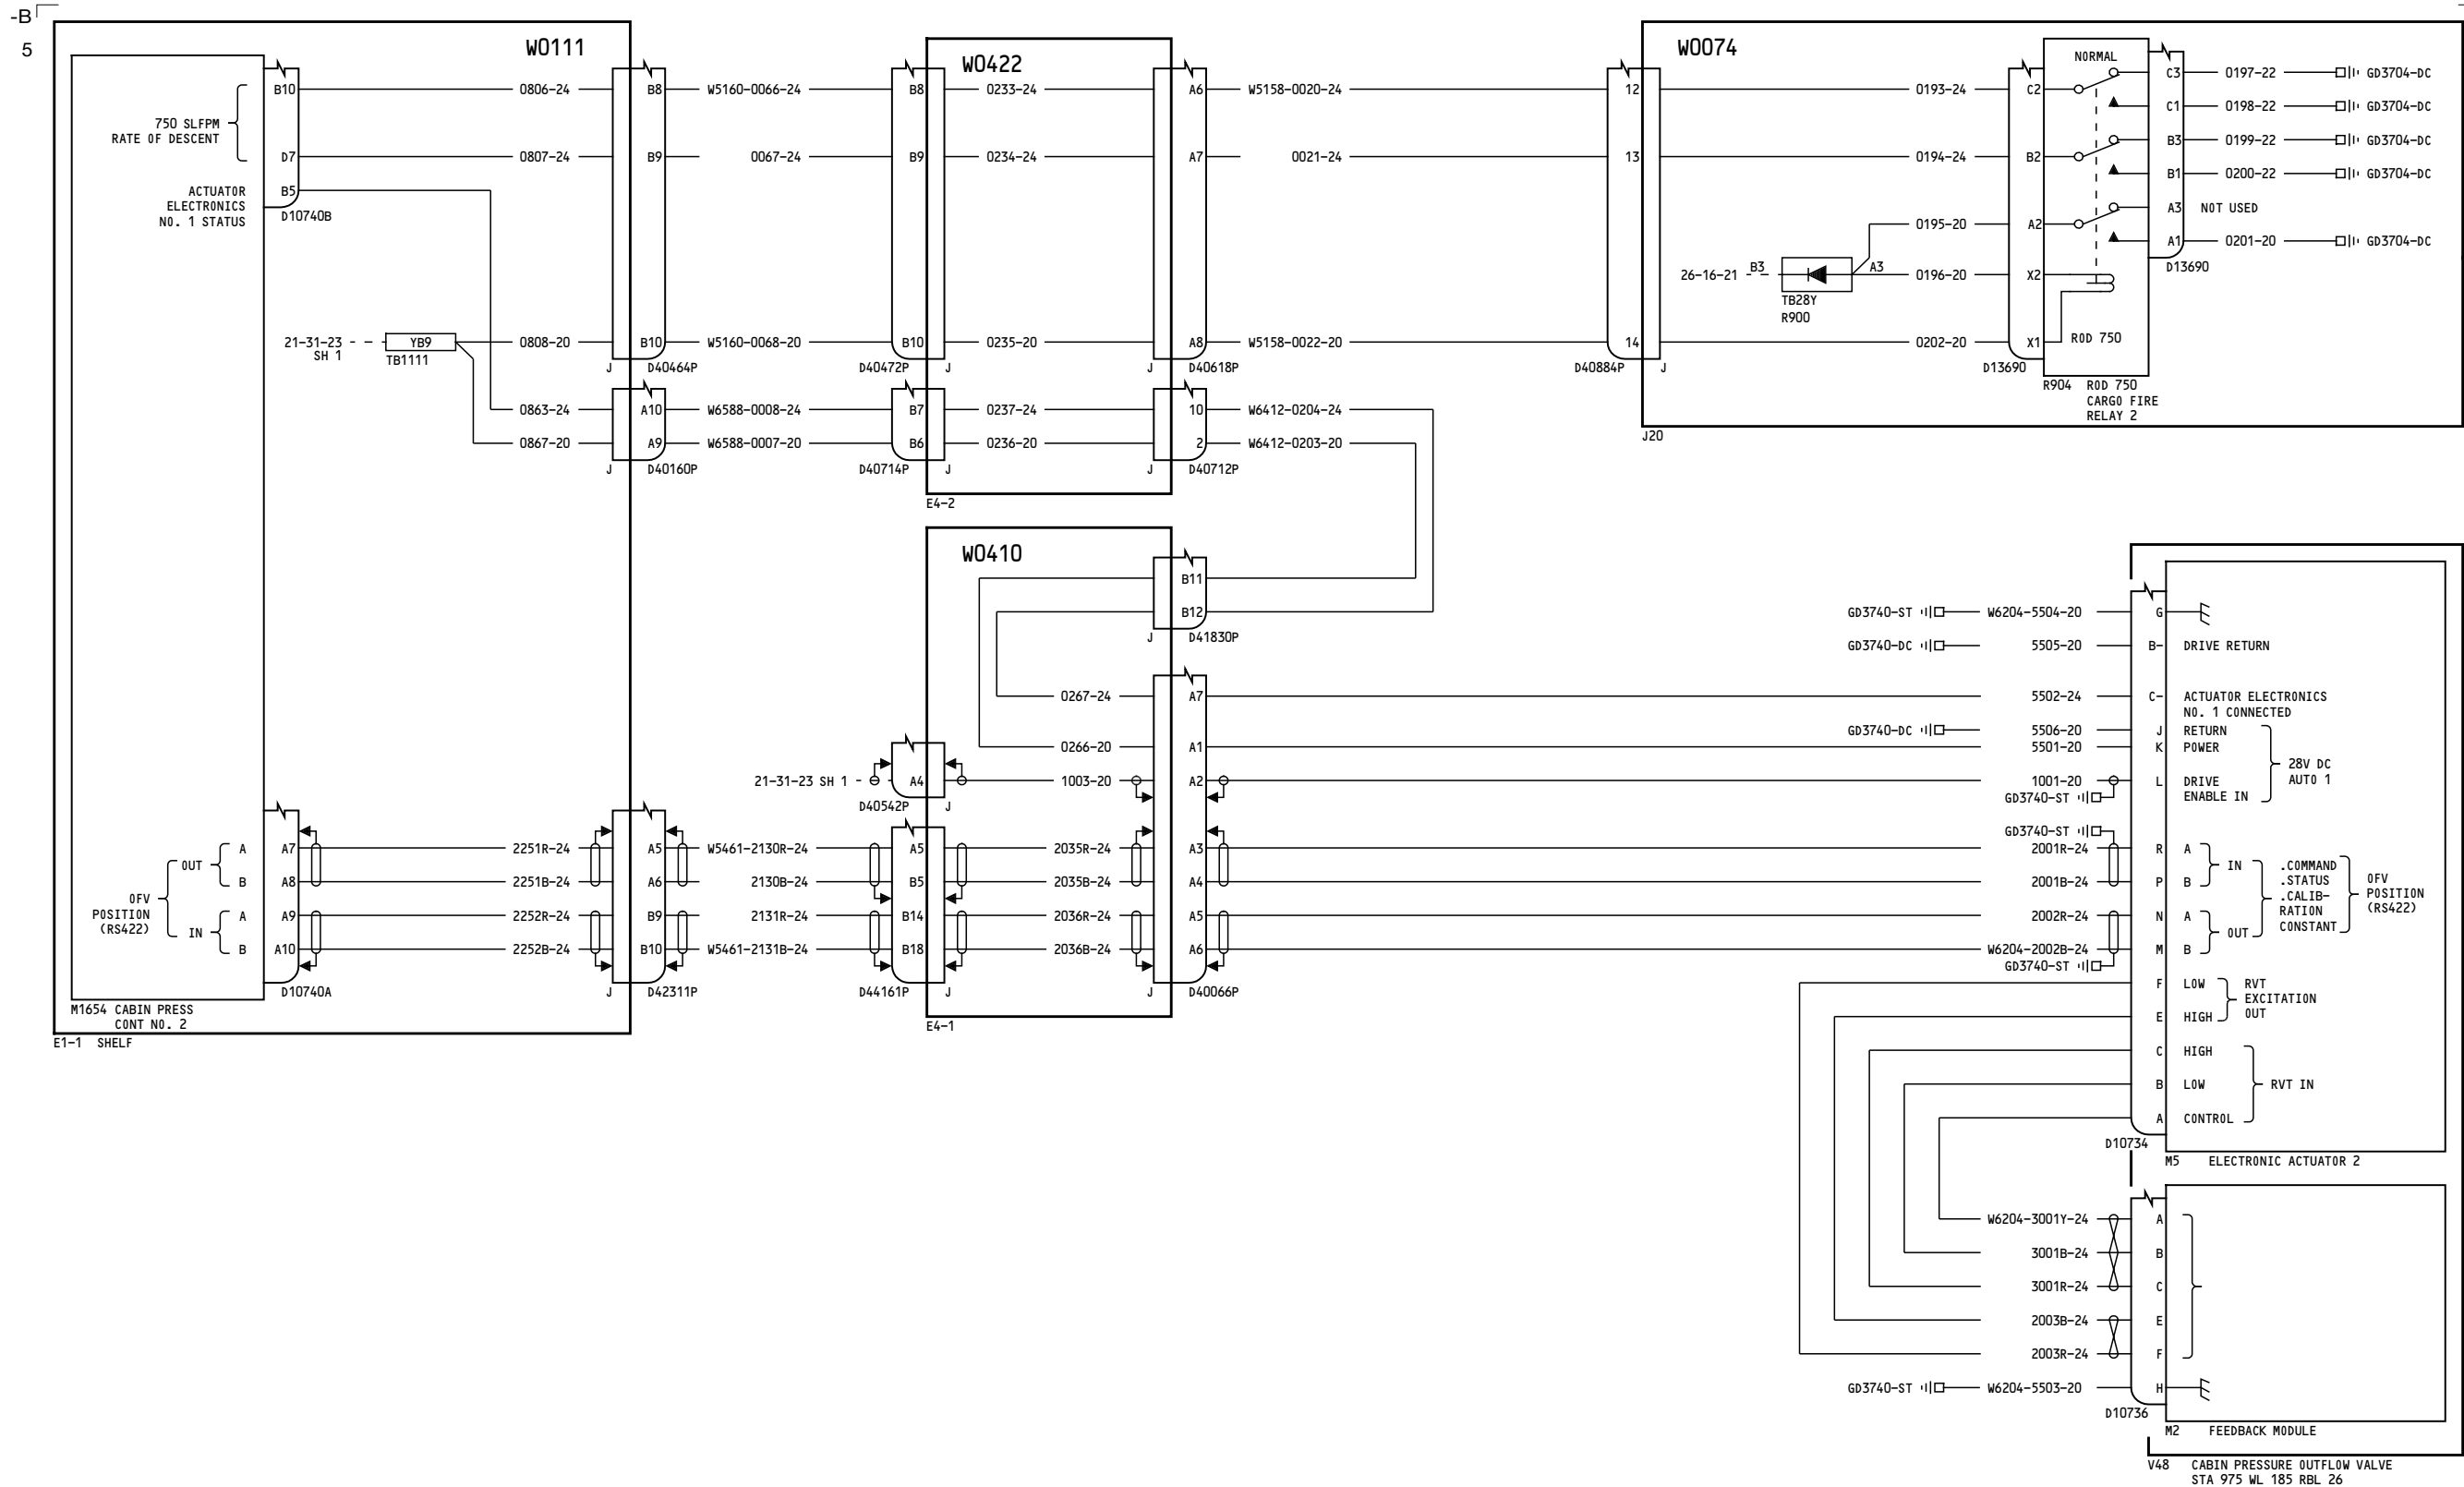 -B
5
W0111
750 SLFPM
RATE OF DESCENT
ACTUATOR
ELECTRONICS
NO. 1 STATUS
B10
D7
B5
D10740B
0806-24
0807-24
21-31-23
SH 1
YB9
TB1111
0808-20
0863-24
0867-20
B8
B9
B10
J
D40464P
A10
A9
J
D40160P
W5160-0066-24
0067-24
W5160-0068-20
W6588-0008-24
W6588-0007-20
W0422
B8
B9
B10
D40472P
J
B7
B6
D40714P
J
0233-24
0234-24
0235-20
0237-24
0236-20
A6
A7
A8
J
D40618P
10
2
J
D40712P
E4-2
W5158-0020-24
0021-24
W5158-0022-20
W6412-0204-24
W6412-0203-20
W0074
12
13
14
D40884P
J
0193-24
0194-24
0195-20
26-16-21
B3
A3
TB28Y
R900
0196-20
0202-20
C2
B2
A2
X2
X1
D13690
NORMAL
ROD 750
R904 ROD 750
CARGO FIRE
RELAY 2
C3 0197-22 GD3704-DC
C1 0198-22 GD3704-DC
B3 0199-22 GD3704-DC
B1 0200-22 GD3704-DC
A3 NOT USED
A1 0201-20 GD3704-DC
D13690
J20
W0410
B11
B12
J
D41830P
0267-24
0266-20
21-31-23 SH 1
A4
D40542P
J
1003-20
A7
A1
A2
A3
A4
A5
A6
J
D40066P
OFV
POSITION
(RS422)
OUT
IN
A
B
A
B
A7
A8
A9
A10
D10740A
2251R-24
2251B-24
2252R-24
2252B-24
A5
A6
B9
B10
J
D42311P
W5461-2130R-24
2130B-24
2131R-24
W5461-2131B-24
A5
B5
B14
B18
D44161P
J
2035R-24
2035B-24
2036R-24
2036B-24
E4-1
M1654 CABIN PRESS
CONT NO. 2
E1-1 SHELF
GD3740-ST W6204-5504-20 G
GD3740-DC 5505-20 B- DRIVE RETURN
5502-24 C- ACTUATOR ELECTRONICS
NO. 1 CONNECTED
GD3740-DC 5506-20 J RETURN
5501-20 K POWER
28V DC
AUTO 1
1001-20 L DRIVE
ENABLE IN
GD3740-ST
GD3740-ST
2001R-24 R A
2001B-24 P B
IN
2002R-24 N A
W6204-2002B-24 M B
OUT
GD3740-ST
.COMMAND
.STATUS
.CALIB-
RATION
CONSTANT
OFV
POSITION
(RS422)
F LOW
E HIGH
RVT
EXCITATION
OUT
C HIGH
B LOW
A CONTROL
RVT IN
D10734
M5 ELECTRONIC ACTUATOR 2
W6204-3001Y-24 A
3001B-24 B
3001R-24 C
2003B-24 E
2003R-24 F
GD3740-ST W6204-5503-20 H
D10736
M2 FEEDBACK MODULE
V48 CABIN PRESSURE OUTFLOW VALVE
STA 975 WL 185 RBL 26